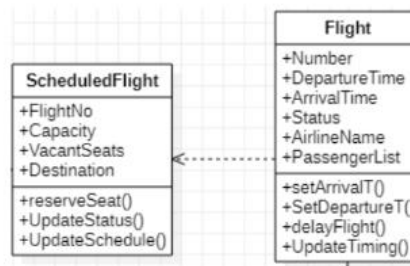 Flight
+Number
+DepartureTime
+ArrivalTime
+Status
+AirlineName
+PassengerList
+setArrivalT()
+SetDepartureT()
+delayFlight()
+UpdateTiming()
ScheduledFlight
+FlightNo
+Capacity
+VacantSeats
+Destination
+reserveSeat()
+UpdateStatus()
+UpdateSchedule()